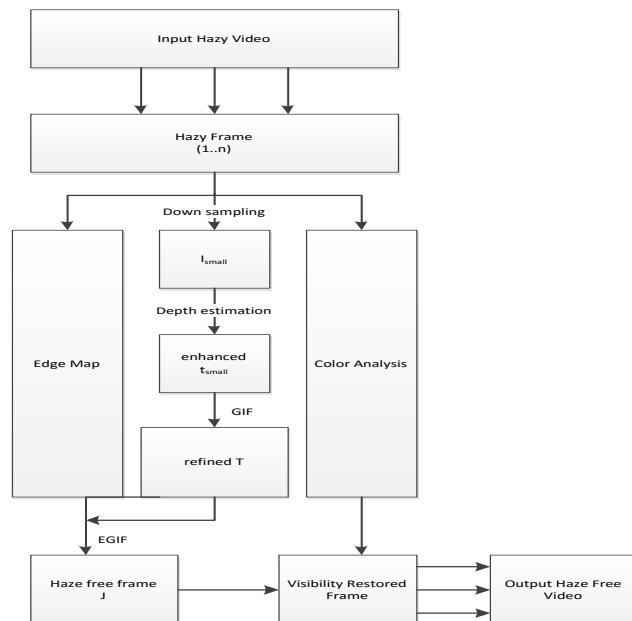 Input Hazy Video
Hazy Frame
(1..n)
Down sampling
Edge Map
Ismall
Depth estimation
enhanced
tsmall
GIF
refined T
Color Analysis
EGIF
Haze free frame
J
Visibility Restored
Frame
Output Haze Free
Video